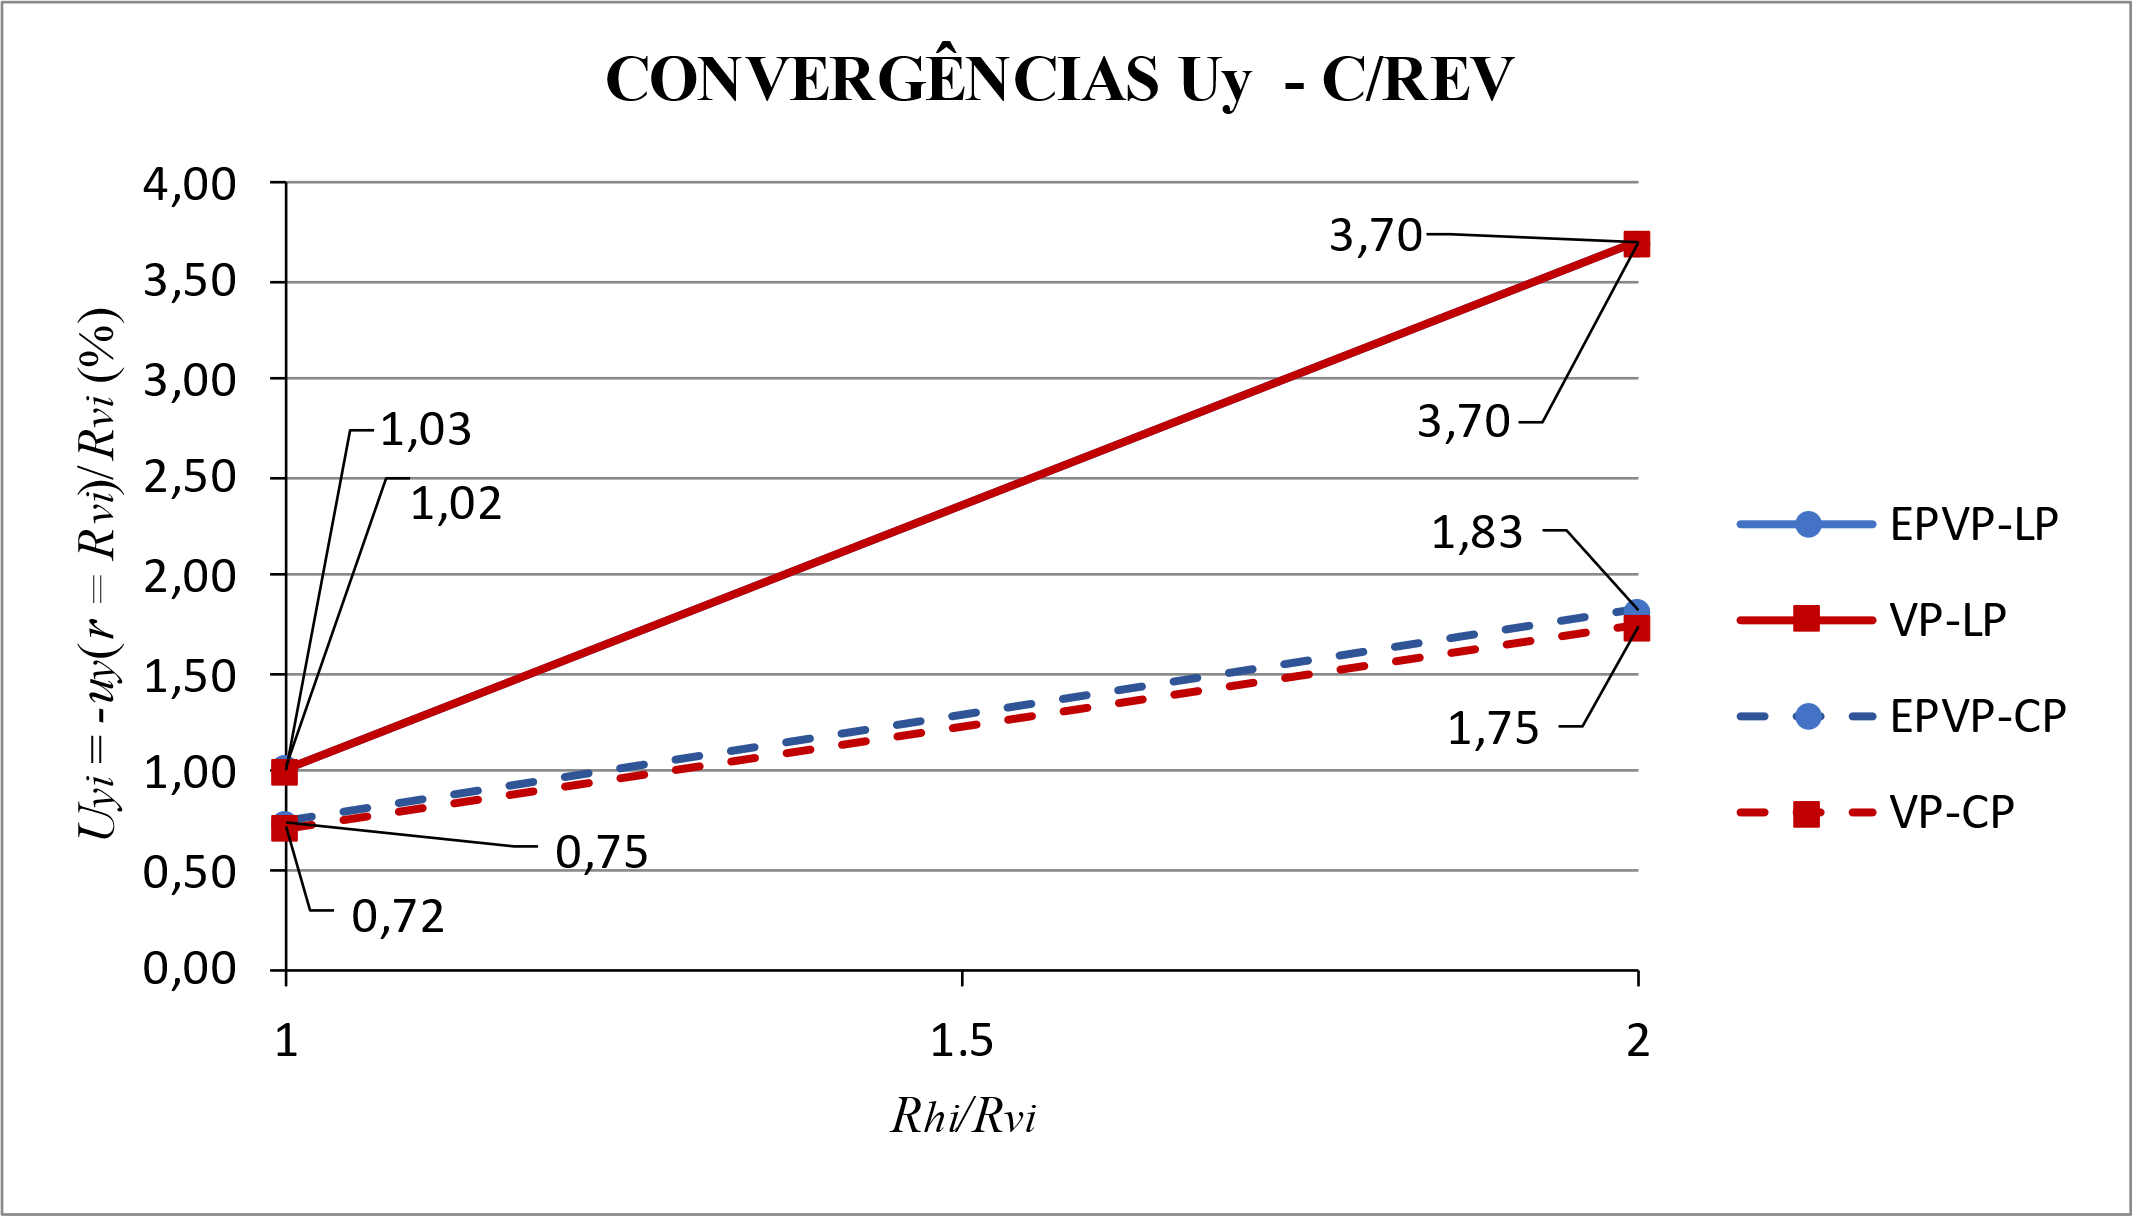 CONVERGÊNCIAS Uy - C/REV
Uyi = -uy(r = Rvi)/ Rvi (%)
4,00
3,50
3,00
2,50
2,00
1,50
1,00
0,50
0,00
3,70
3,70
1,03
1,02
1,83
1,75
0,75
0,72
1
1.5
2
Rhi/Rvi
EPVP-LP
VP-LP
EPVP-CP
VP-CP